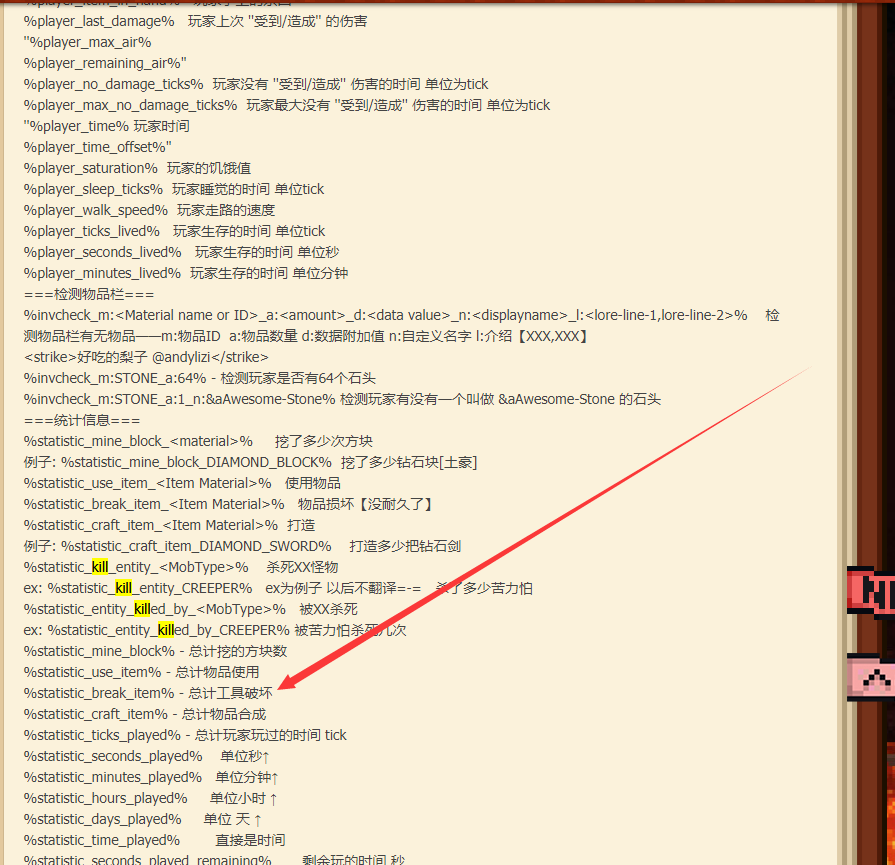 %player_item_in_hand% 玩家手上的东西
%player_last_damage% 玩家上次 "受到/造成" 的伤害
"%player_max_air%
%player_remaining_air%"
%player_no_damage_ticks% 玩家没有 "受到/造成" 伤害的时间 单位为tick
%player_max_no_damage_ticks% 玩家最大没有 "受到/造成" 伤害的时间 单位为tick
"%player_time% 玩家时间
%player_time_offset%"
%player_saturation% 玩家的饥饿值
%player_sleep_ticks% 玩家睡觉的时间 单位tick
%player_walk_speed% 玩家走路的速度
%player_ticks_lived% 玩家生存的时间 单位tick
%player_seconds_lived% 玩家生存的时间 单位秒
%player_minutes_lived% 玩家生存的时间 单位分钟
===检测物品栏===
%invcheck_m:<Material name or ID>_a:<amount>_d:<data value>_n:<displayname>_l:<lore-line-1,lore-line-2>% 检
测物品栏有无物品——m:物品ID a:物品数量 d:数据附加值 n:自定义名字 l:介绍【XXX,XXX】
<strike>好吃的梨子 @andylizi</strike>
%invcheck_m:STONE_a:64% - 检测玩家是否有64个石头
%invcheck_m:STONE_a:1_n:&aAwesome-Stone% 检测玩家有没有一个叫做 &aAwesome-Stone 的石头
===统计信息===
%statistic_mine_block_<material>% 挖了多少次方块
例子: %statistic_mine_block_DIAMOND_BLOCK% 挖了多少钻石块[土豪]
%statistic_use_item_<Item Material>% 使用物品
%statistic_break_item_<Item Material>% 物品损坏【没耐久了】
%statistic_craft_item_<Item Material>% 打造
例子: %statistic_craft_item_DIAMOND_SWORD% 打造多少把钻石剑
%statistic_kill_entity_<MobType>% 杀死XX怪物
ex: %statistic_kill_entity_CREEPER% ex为例子 以后不翻译=-= 杀了多少苦力怕
%statistic_entity_killed_by_<MobType>% 被XX杀死
ex: %statistic_entity_killed_by_CREEPER% 被苦力怕杀死几次
%statistic_mine_block% - 总计挖的方块数
%statistic_use_item% - 总计物品使用
%statistic_break_item% - 总计工具破坏
%statistic_craft_item% - 总计物品合成
%statistic_ticks_played% - 总计玩家玩过的时间 tick
%statistic_seconds_played% 单位秒↑
%statistic_minutes_played% 单位分钟↑
%statistic_hours_played% 单位小时 ↑
%statistic_days_played% 单位 天 ↑
%statistic_time_played% 直接是时间
%statistic_seconds_played_remaining% 剩余玩的时间 秒